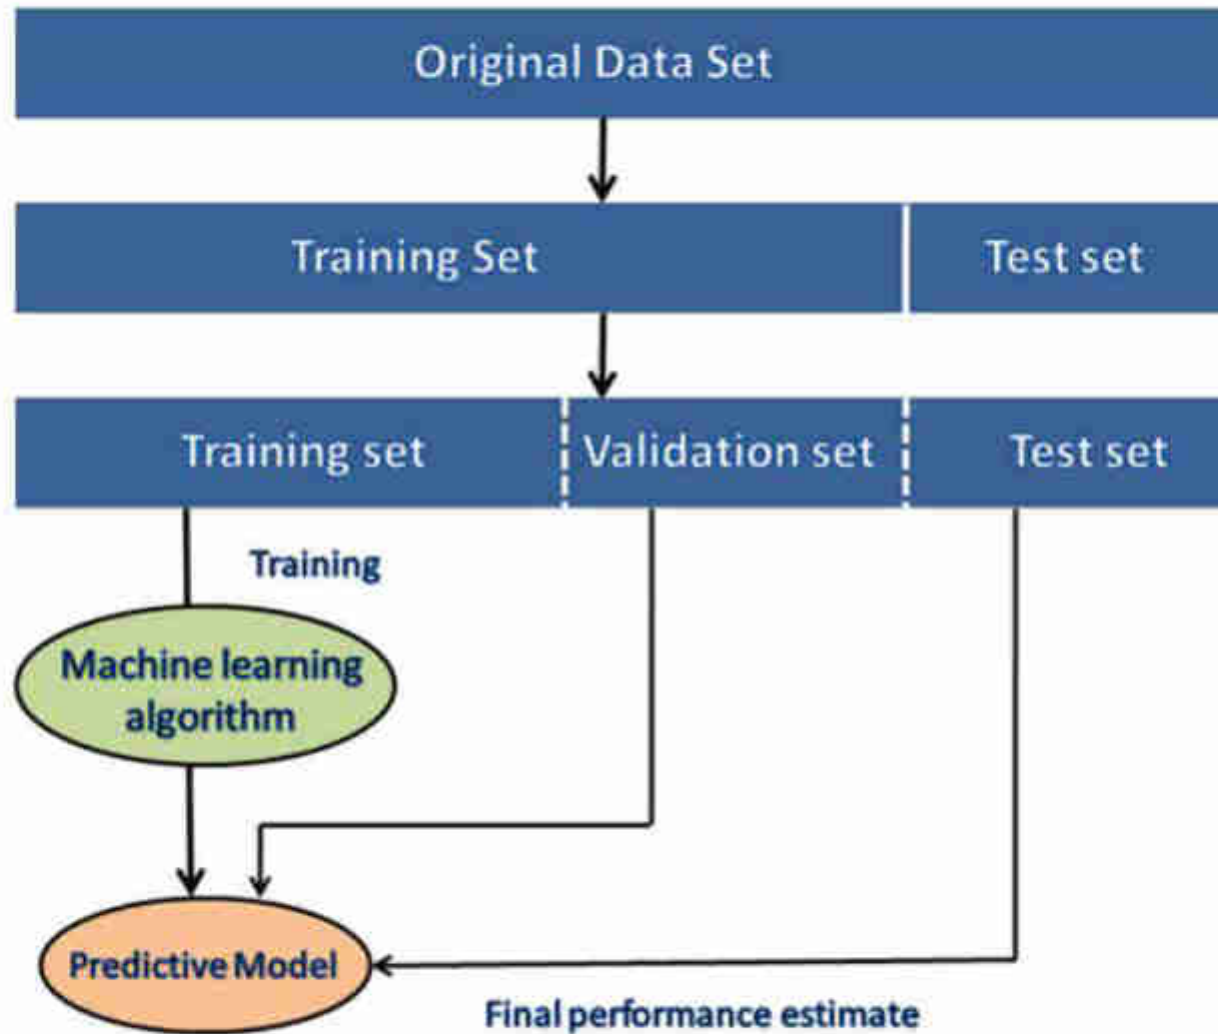 Original Data Set
Training Set
Test set
Training set
Validation set
Test set
Training
Machine learning
algorithm
Predictive Model
Final performance estimate